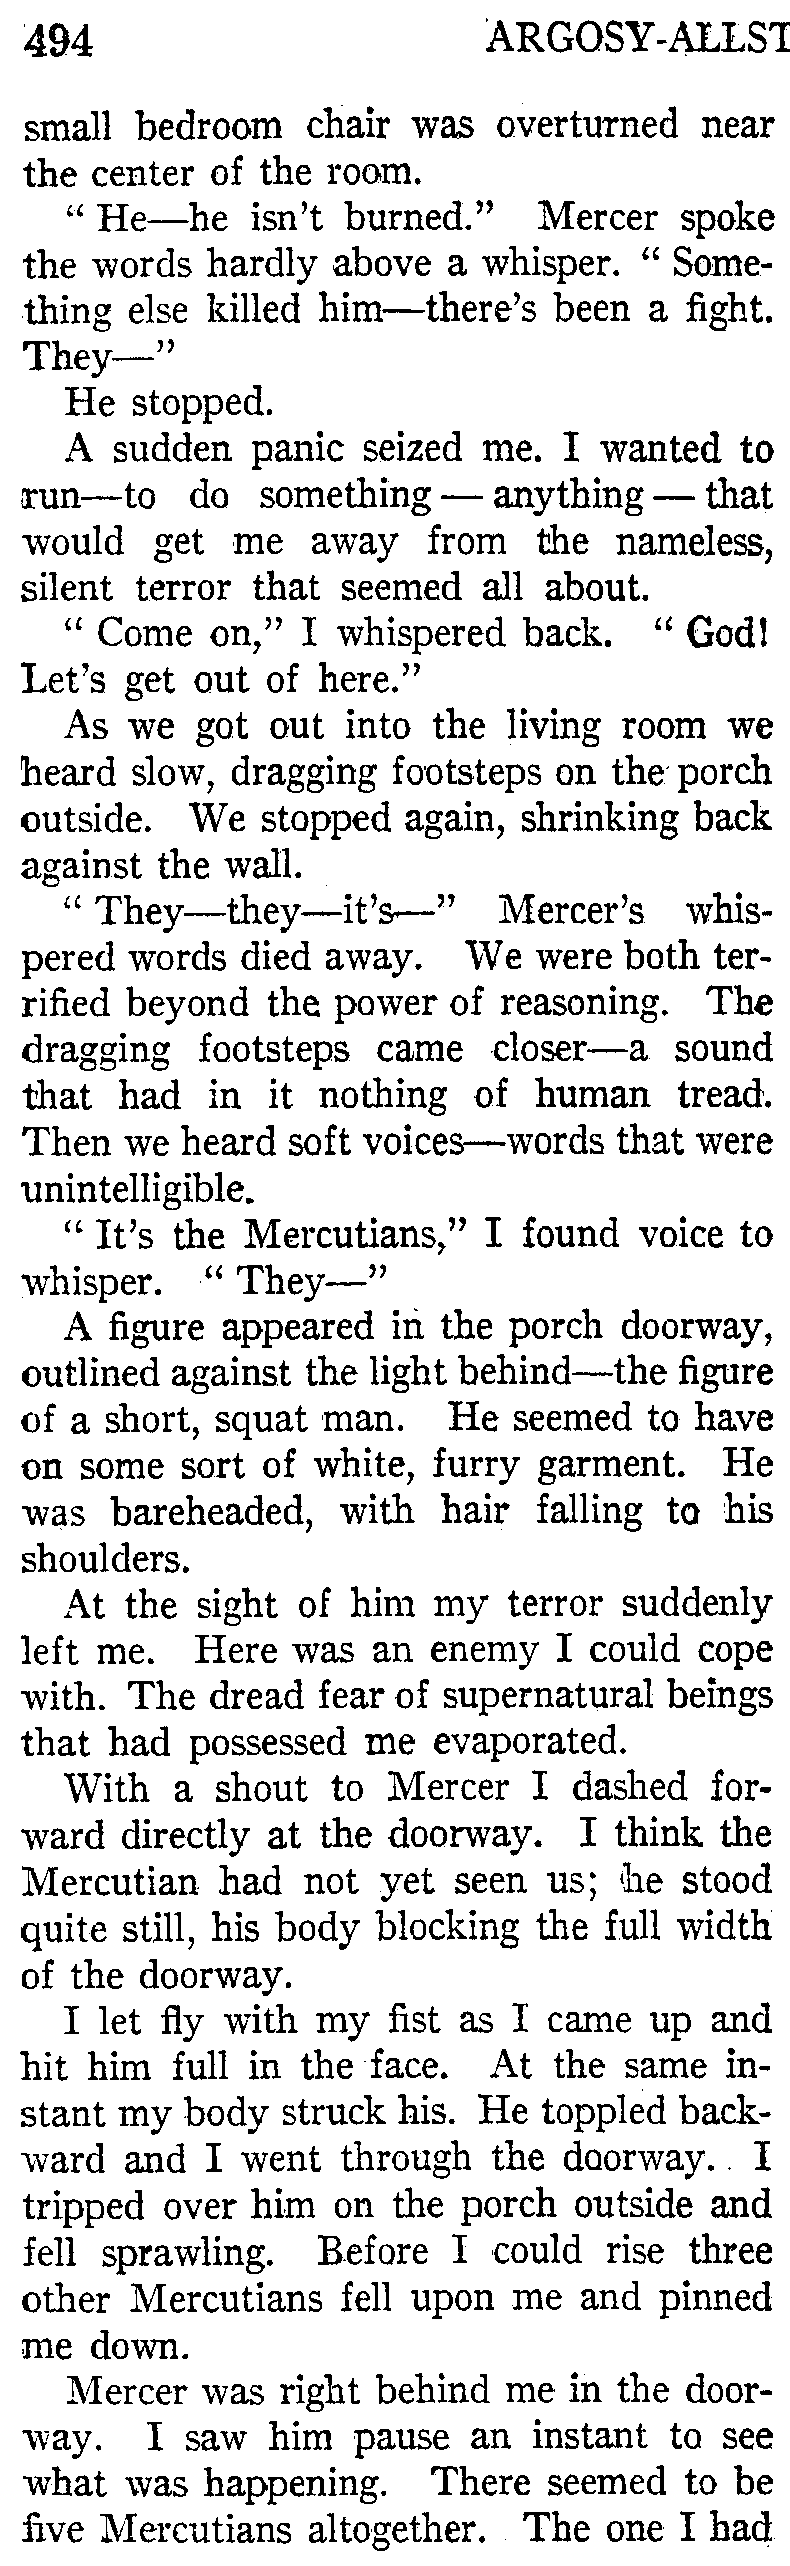 494 ARGOSY-ALLST
small bedroom chair was overturned near
the center of the room.
“ He—he isn’t burned.” Mercer spoke
the words hardly above a whisper. “ Some-
thing else killed him—there’s been a fight.
They—”
He stopped.
A sudden panic seized me. I wanted to
run—to do something — anything — that
would get me away from the nameless,
silent terror that seemed all about.
“ Come on,” I whispered back. “ God!
Let’s get out of here.”
As we got out into the living room we
heard slow, dragging footsteps on the porch
outside. We stopped again, shrinking back
against the wall.
“ They—they—it’s—” Mercer’s whis-
pered words died away. We were both ter-
rified beyond the power of reasoning. The
dragging footsteps came closer—a sound
that had in it nothing of human tread.
Then we heard soft voices—words that were
unintelligible.
“ It’s the Mercutians,” I found voice to
whisper. “ They—”
A figure appeared in the porch doorway,
outlined against the light behind—the figure
of a short, squat man. He seemed to have
on some sort of white, furry garment. He
was bareheaded, with hair falling to his
shoulders.
At the sight of him my terror suddenly
left me. Here was an enemy I could cope
with. The dread fear of supernatural beings
that had possessed me evaporated.
With a shout to Mercer I dashed for-
ward directly at the doorway. I think the
Mercutian had not yet seen us; he stood
quite still, his body blocking the full width
of the doorway.
I let fly with my fist as I came up and
hit him full in the face. At the same in-
stant my body struck his. He toppled back-
ward and I went through the doorway. I
tripped over him on the porch outside and
fell sprawling. Before I could rise three
other Mercutians fell upon me and pinned
me down.
Mercer was right behind me in the door-
way. I saw him pause an instant to see
what was happening. There seemed to be
five Mercutians altogether. The one I had